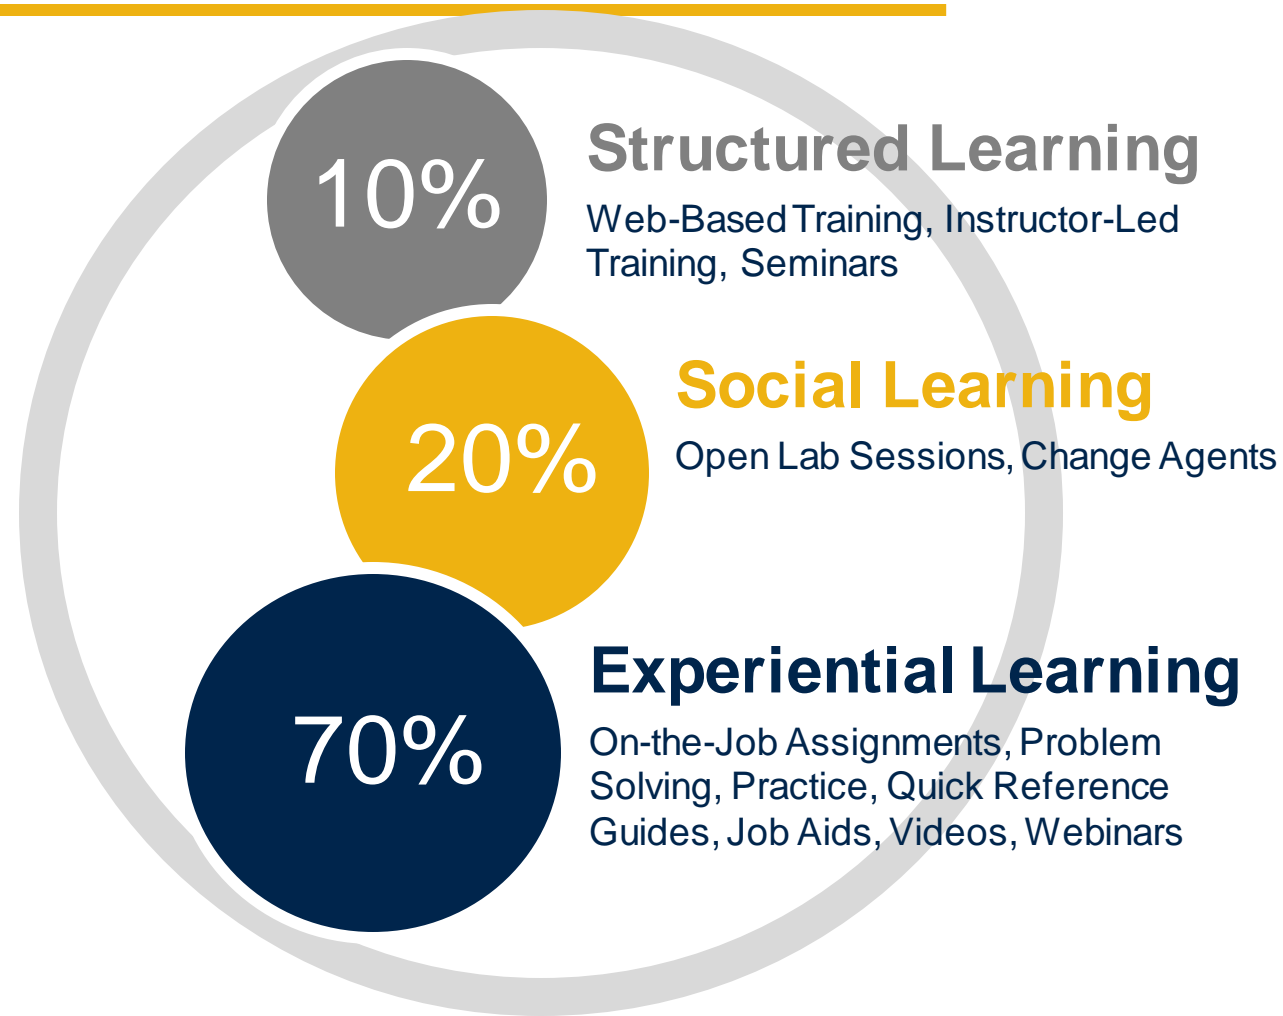 10%
Structured Learning
Web-Based Training, Instructor-Led
Training, Seminars
20%
Social Learning
Open Lab Sessions, Change Agents
70%
Experiential Learning
On-the-Job Assignments, Problem
Solving, Practice, Quick Reference
Guides, Job Aids, Videos, Webinars